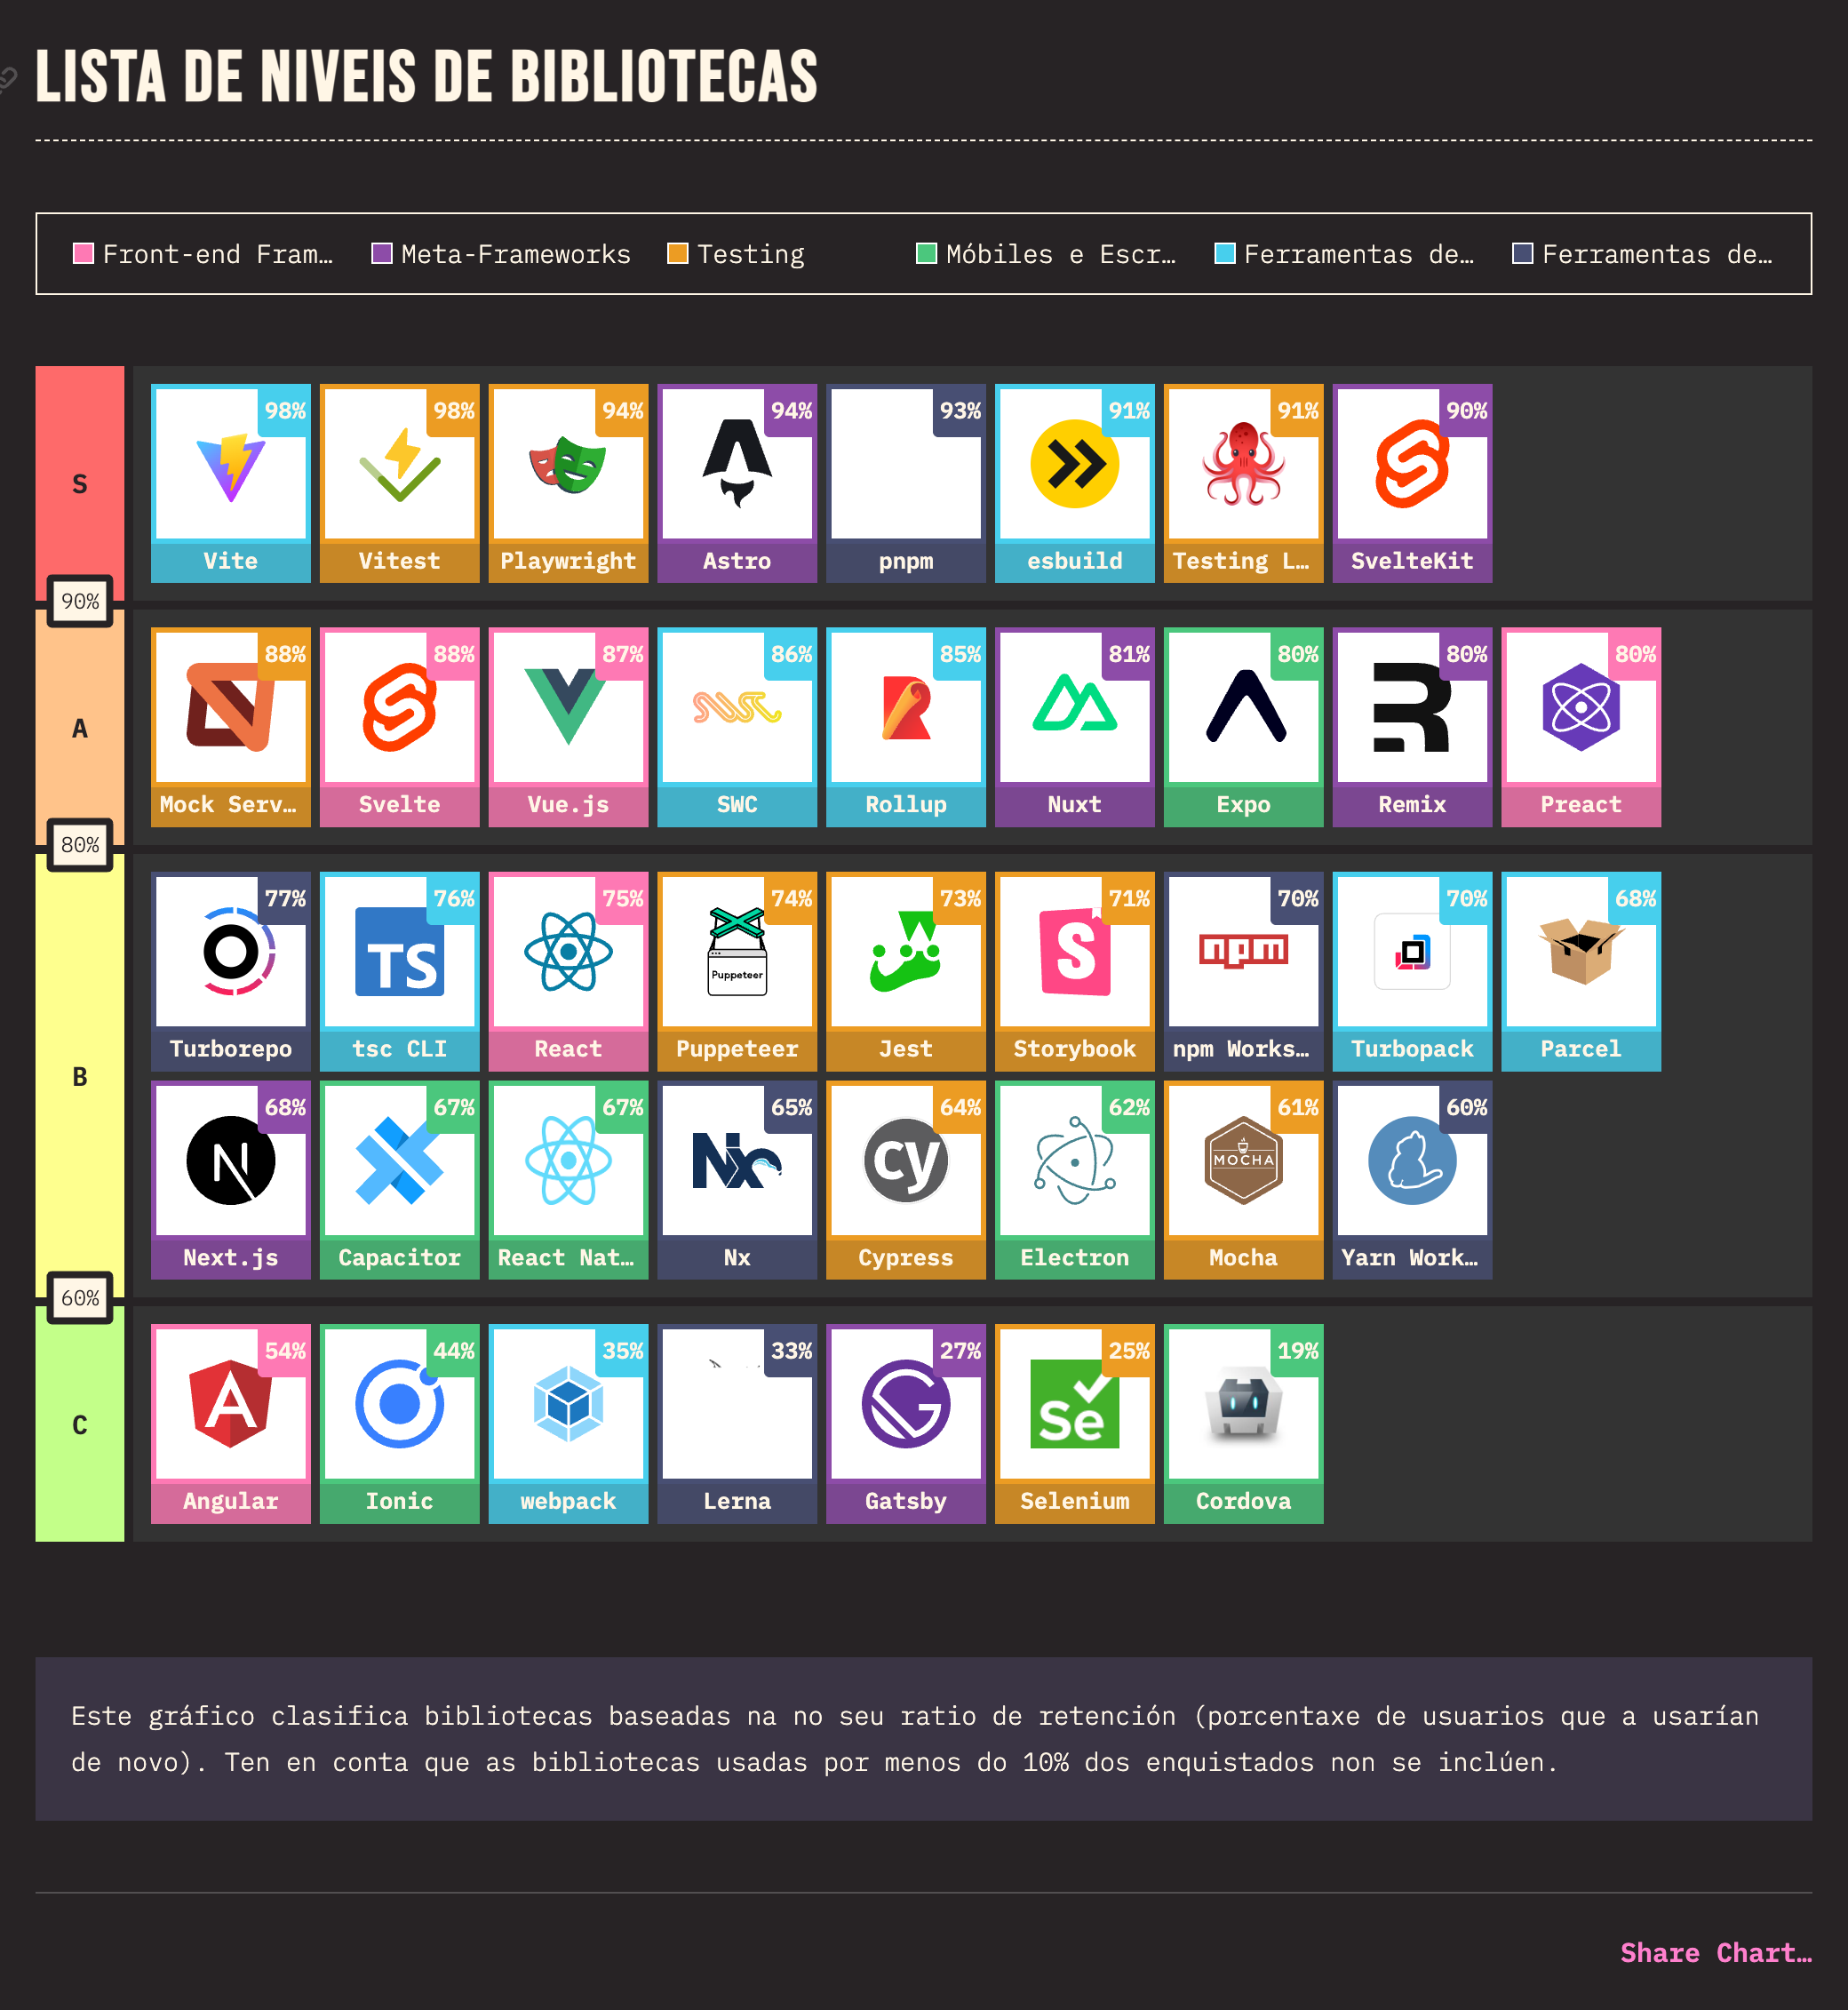 LISTA DE NIVEIS DE BIBLIOTECAS
Front-end Fram… Meta-Frameworks Testing Móbiles e Escr… Ferramentas de… Ferramentas de…
S
98% 98% 94% 94% 93% 91% 91% 90%
Vite Vitest Playwright Astro pnpm esbuild Testing L… SvelteKit
90%
A
88% 88% 87% 86% 85% 81% 80% 80% 80%
Mock Serv… Svelte Vue.js SWC Rollup Nuxt Expo Remix Preact
80%
B
77% 76% 75% 74% 73% 71% 70% 70% 68%
TS Puppeteer S npm
Turborepo tsc CLI React Puppeteer Jest Storybook npm Works… Turbopack Parcel
68% 67% 67% 65% 64% 62% 61% 60%
N Nx cy MOCHA
Next.js Capacitor React Nat… Nx Cypress Electron Mocha Yarn Work…
60%
C
54% 44% 35% 33% 27% 25% 19%
A G Se
Angular Ionic webpack Lerna Gatsby Selenium Cordova
Este gráfico clasifica bibliotecas baseadas na no seu ratio de retención (porcentaxe de usuarios que a usarían
de novo). Ten en conta que as bibliotecas usadas por menos do 10% dos enquistados non se inclúen.
Share Chart…